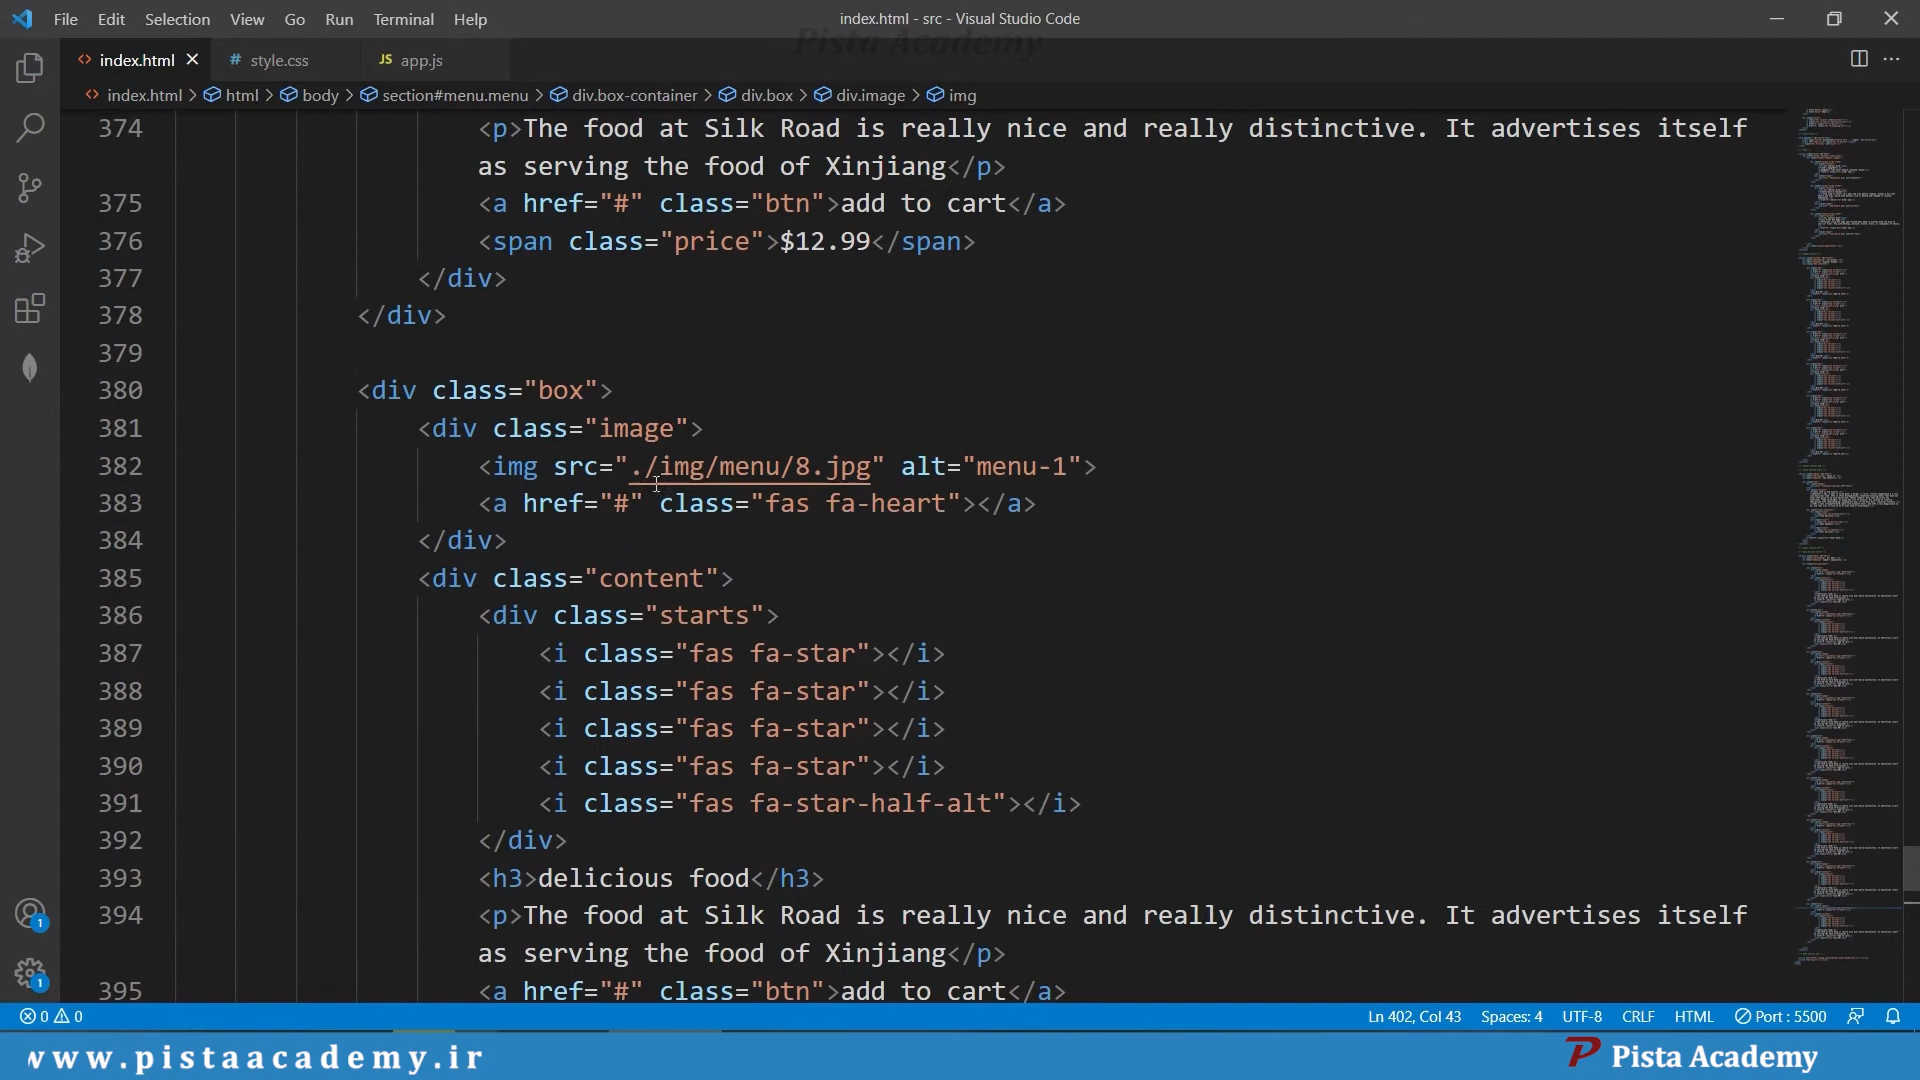 File Edit Selection View Go Run Terminal Help
index.html - src - Visual Studio Code
Pista Academy
index.html
# style.css
JS app.js
index.html > html > body > section#menu.menu > div.box-container > div.box > div.image > img
374 <p>The food at Silk Road is really nice and really distinctive. It advertises itself
as serving the food of Xinjiang</p>
375 <a href="#" class="btn">add to cart</a>
376 <span class="price">$12.99</span>
377 </div>
378 </div>
379
380 <div class="box">
381 <div class="image">
382 <img src="./img/menu/8.jpg" alt="menu-1">
383 <a href="#" class="fas fa-heart"></a>
384 </div>
385 <div class="content">
386 <div class="starts">
387 <i class="fas fa-star"></i>
388 <i class="fas fa-star"></i>
389 <i class="fas fa-star"></i>
390 <i class="fas fa-star"></i>
391 <i class="fas fa-star-half-alt"></i>
392 </div>
393 <h3>delicious food</h3>
394 <p>The food at Silk Road is really nice and really distinctive. It advertises itself
as serving the food of Xinjiang</p>
395 <a href="#" class="btn">add to cart</a>
1
1
0 0
Ln 402, Col 43 Spaces: 4 UTF-8 CRLF HTML Port : 5500
www.pistaacademy.ir
Pista Academy